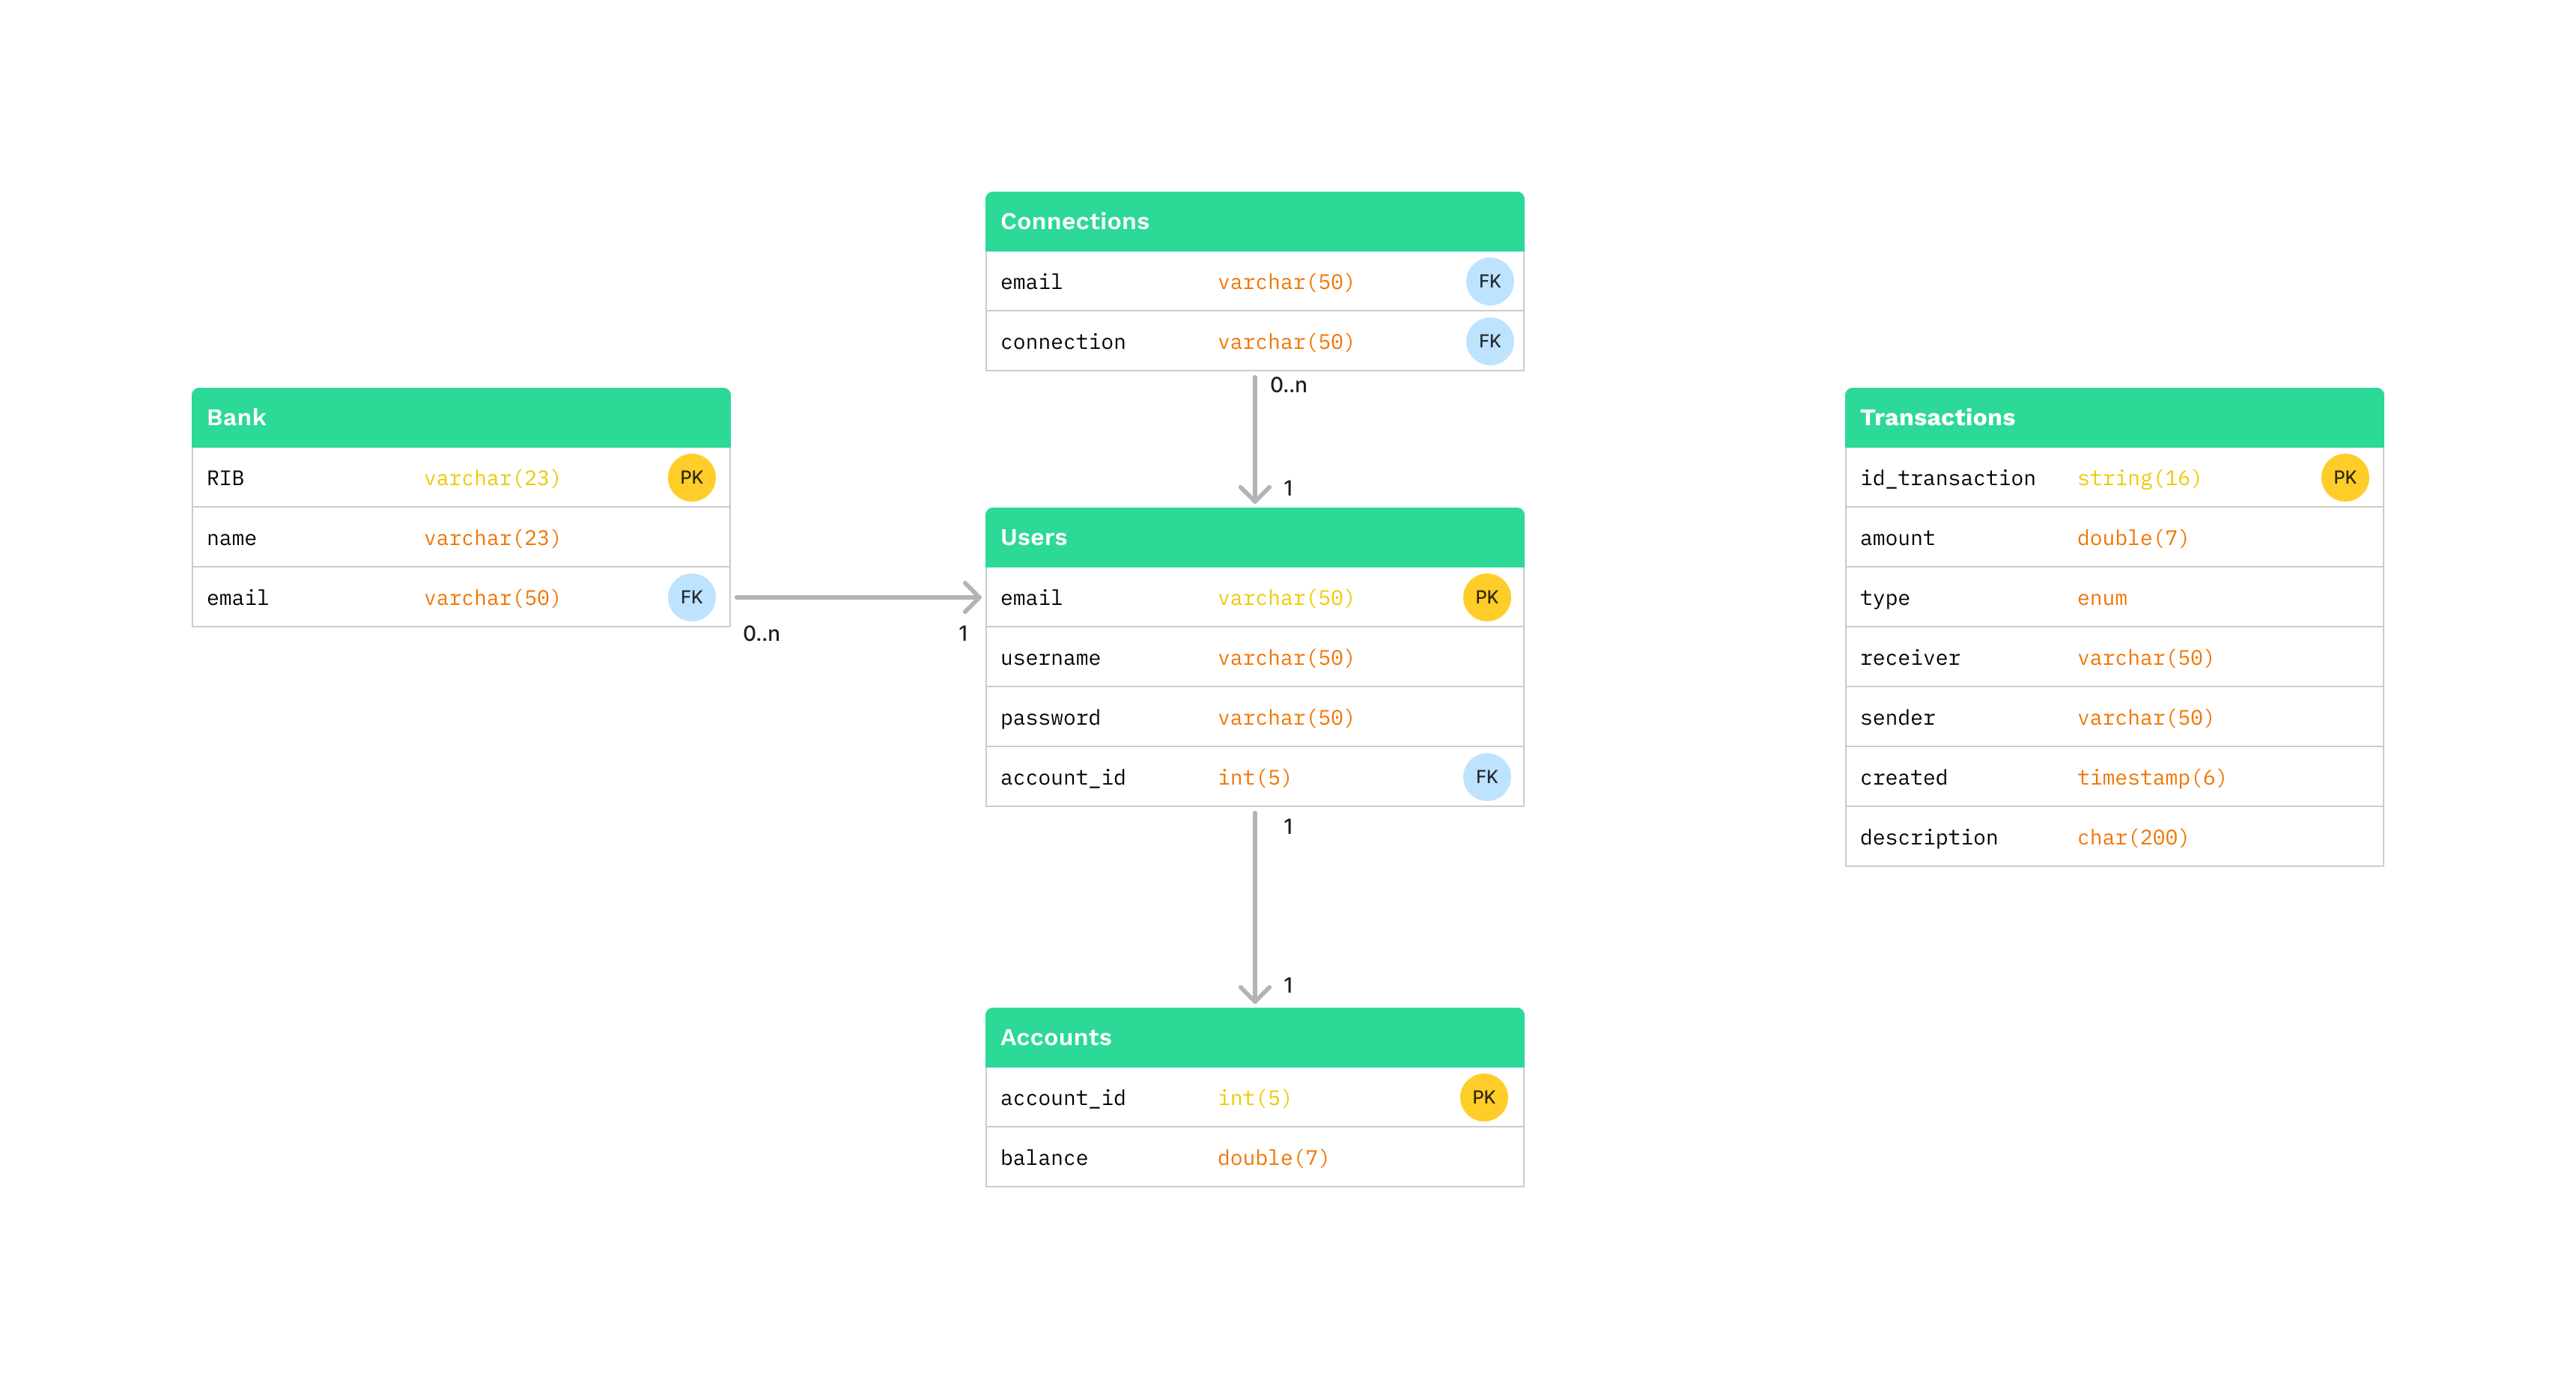 Connections
email varchar(50) FK
connection varchar(50) FK
0..n
1
Bank
RIB varchar(23) PK
name varchar(23)
email varchar(50) FK
0..n 1
Users
email varchar(50) PK
username varchar(50)
password varchar(50)
account_id int(5) FK
1
1
Accounts
account_id int(5) PK
balance double(7)
Transactions
id_transaction string(16) PK
amount double(7)
type enum
receiver varchar(50)
sender varchar(50)
created timestamp(6)
description char(200)